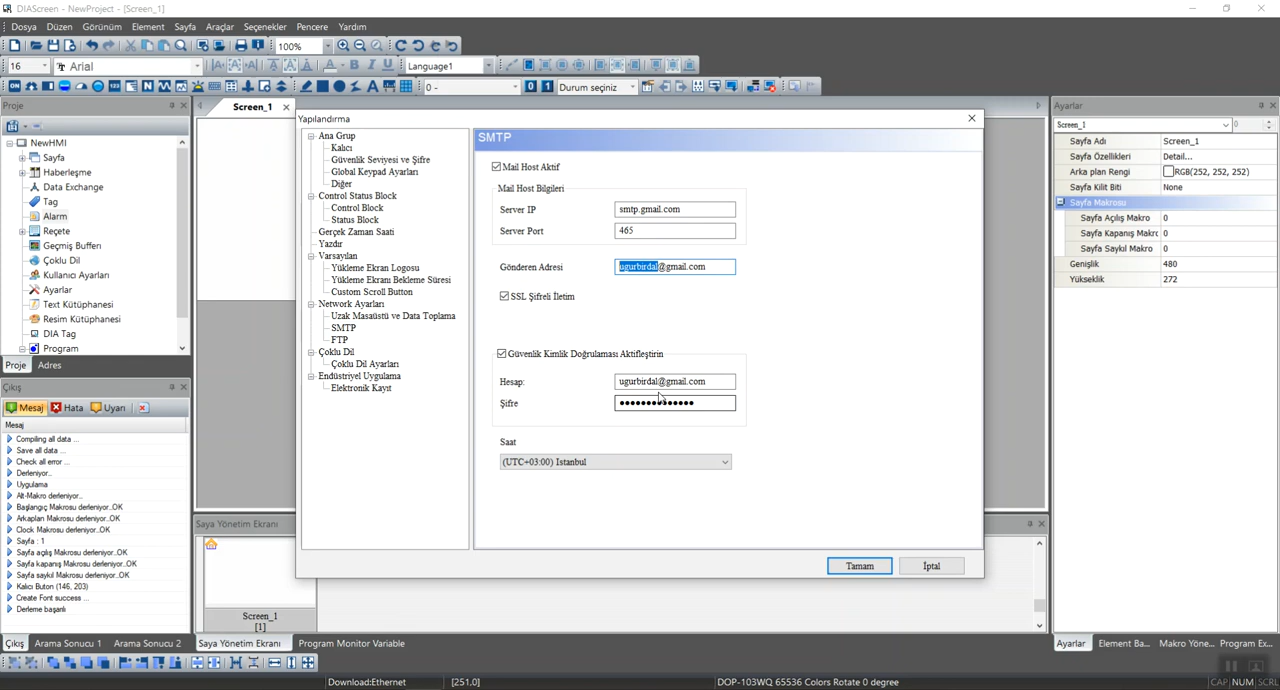 DIAScreen - NewProject - [Screen_1]
Dosya Düzen Görünüm Element Sayfa Araçlar Seçenekler Pencere Yardım
100%
16 Arial Language1
0 - Durum seçiniz
Proje
Screen_1
NewHMI
Sayfa
Haberleşme
Data Exchange
Tag
Alarm
Reçete
Geçmiş Bufferi
Çoklu Dil
Kullanıcı Ayarları
Ayarlar
Text Kütüphanesi
Resim Kütüphanesi
DIA Tag
Program
Proje Adres
Çıkış
Mesaj Hata Uyarı
Mesaj
Compiling all data ...
Save all data ...
Check all error ...
Derleniyor..
Uygulama
Alt-Makro derleniyor..
Başlangıç Makrosu derleniyor..OK
Arkaplan Makrosu derleniyor..OK
Clock Makrosu derleniyor..OK
Sayfa : 1
Sayfa açılış Makrosu derleniyor..OK
Sayfa kapanış Makrosu derleniyor..OK
Sayfa saykıl Makrosu derleniyor..OK
Kalıcı Buton (146, 203)
Create Font success ...
Derleme başarılı
Çıkış Arama Sonucu 1 Arama Sonucu 2
Yapılandırma
Ana Grup
Kalıcı
Güvenlik Seviyesi ve Şifre
Global Keypad Ayarları
Diğer
Control Status Block
Control Block
Status Block
Gerçek Zaman Saati
Yazdır
Varsayılan
Yükleme Ekran Logosu
Yükleme Ekranı Bekleme Süresi
Custom Scroll Button
Network Ayarları
Uzak Masaüstü ve Data Toplama
SMTP
FTP
Çoklu Dil
Çoklu Dil Ayarları
Endüstriyel Uygulama
Elektronik Kayıt
SMTP
Mail Host Aktif
Mail Host Bilgileri
Server IP smtp.gmail.com
Server Port 465
Gönderen Adresi ugurbirdal@gmail.com
SSL Şifreli İletim
Güvenlik Kimlik Doğrulaması Aktifleştirin
Hesap: ugurbirdal@gmail.com
Şifre ••••••••••••••
Saat
(UTC+03:00) Istanbul
Tamam İptal
Saya Yönetim Ekranı
Screen_1
[1]
Saya Yönetim Ekranı Program Monitor Variable
Ayarlar
Screen_1 0
Sayfa Adı Screen_1
Sayfa Özellikleri Detail...
Arka plan Rengi RGB(252, 252, 252)
Sayfa Kilit Biti None
Sayfa Makrosu
Sayfa Açılış Makro 0
Sayfa Kapanış Makrc 0
Sayfa Saykıl Makro 0
Genişlik 480
Yükseklik 272
Ayarlar Element Ba... Makro Yöne... Program Ex...
Download:Ethernet [251,0] DOP-103WQ 65536 Colors Rotate 0 degree CAP NUM SCRL